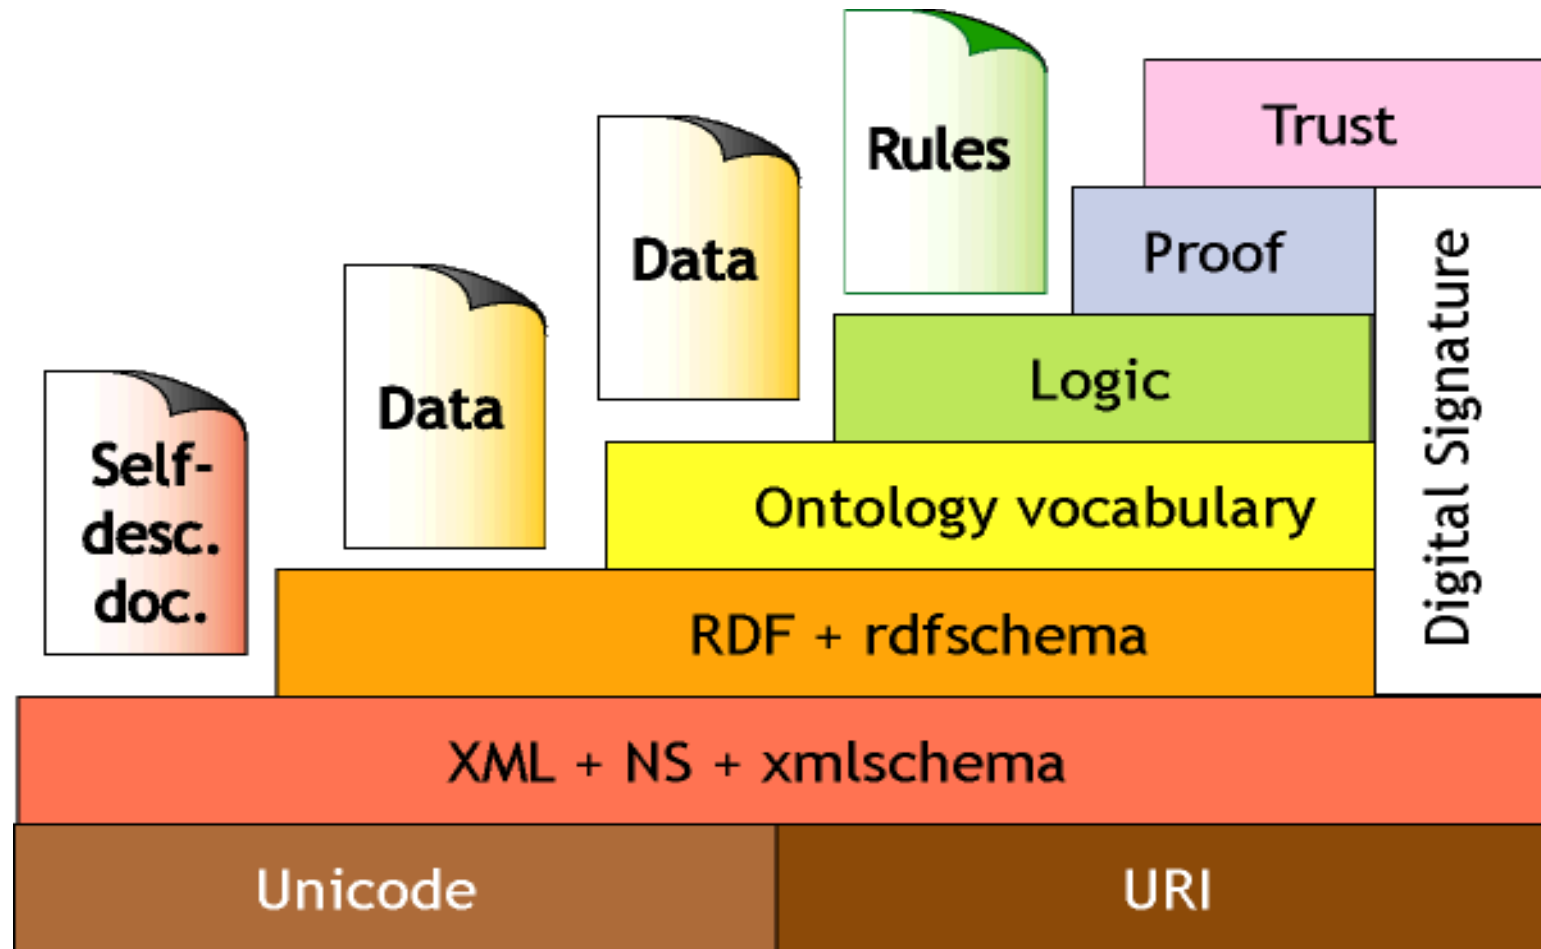 Trust
Rules
Proof
Data
Logic
Data
Self-
desc.
doc.
Ontology vocabulary
Digital Signature
RDF + rdfschema
XML + NS + xmlschema
Unicode
URI